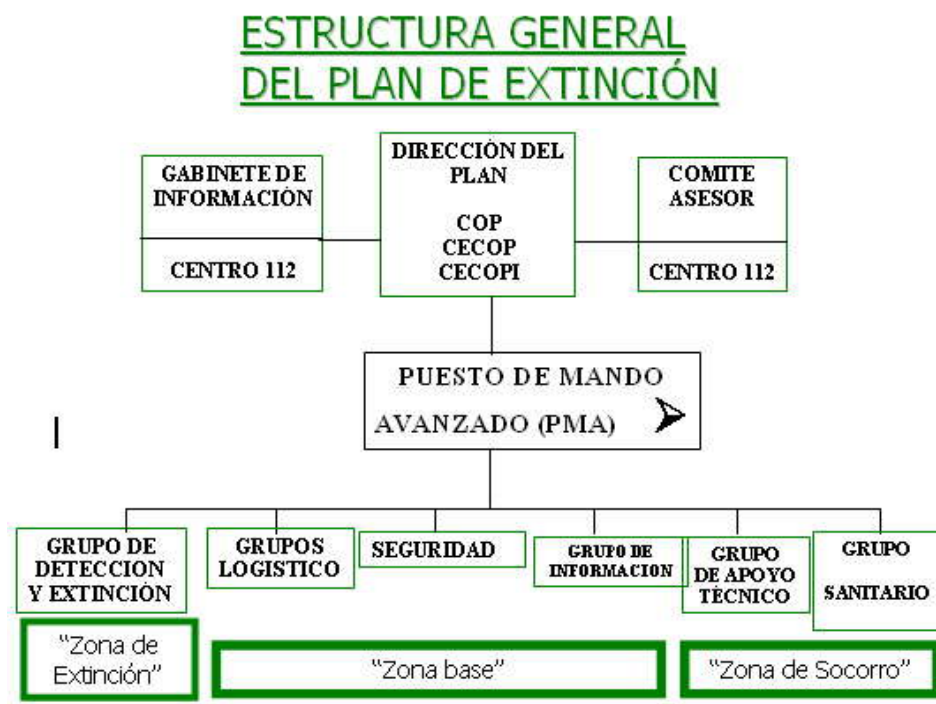 ESTRUCTURA GENERAL
DEL PLAN DE EXTINCIÓN
GABINETE DE
INFORMACIÓN
CENTRO 112
DIRECCIÓN DEL
PLAN
COP
CECOP
CECOPI
COMITE
ASESOR
CENTRO 112
PUESTO DE MANDO
AVANZADO (PMA)
GRUPO DE
DETECCION
Y EXTINCIÓN
GRUPOS
LOGISTICO
SEGURIDAD
GRUPO DE
INFORMACION
GRUPO
DE APOYO
TÈCNICO
GRUPO
SANITARIO
"Zona de
Extinción"
"Zona base"
"Zona de Socorro"